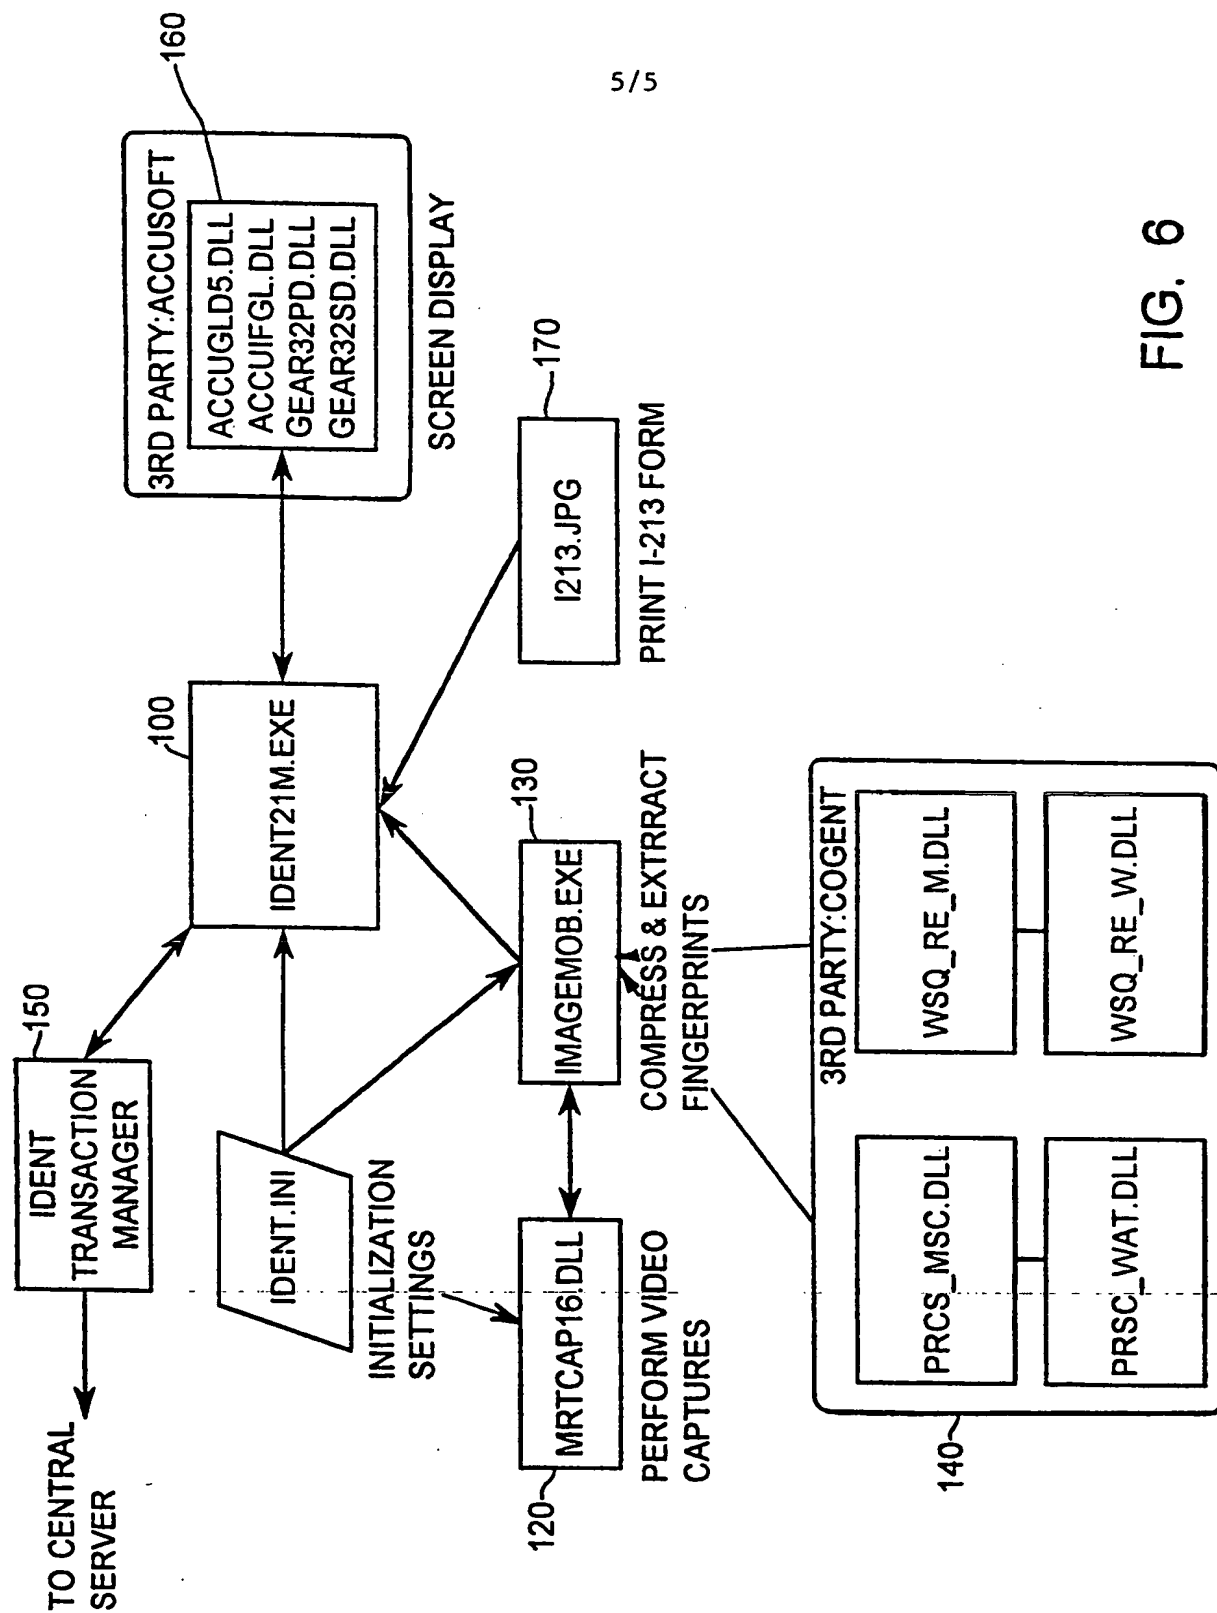 5/5
TO CENTRAL
SERVER
IDENT
TRANSACTION
MANAGER
150
IDENT.INI
INITIALIZATION
SETTINGS
100
IDENT21M.EXE
3RD PARTY:ACCUSOFT
ACCUGLD5.DLL
ACCUIFGL.DLL
GEAR32PD.DLL
GEAR32SD.DLL
160
SCREEN DISPLAY
120
MRTCAP16.DLL
PERFORM VIDEO
CAPTURES
130
IMAGEMOB.EXE
COMPRESS & EXTRACT
FINGERPRINTS
170
I213.JPG
PRINT I-213 FORM
140
3RD PARTY:COGENT
PRCS_MSC.DLL
WSQ_RE_M.DLL
PRSC_WAT.DLL
WSQ_RE_W.DLL
FIG. 6